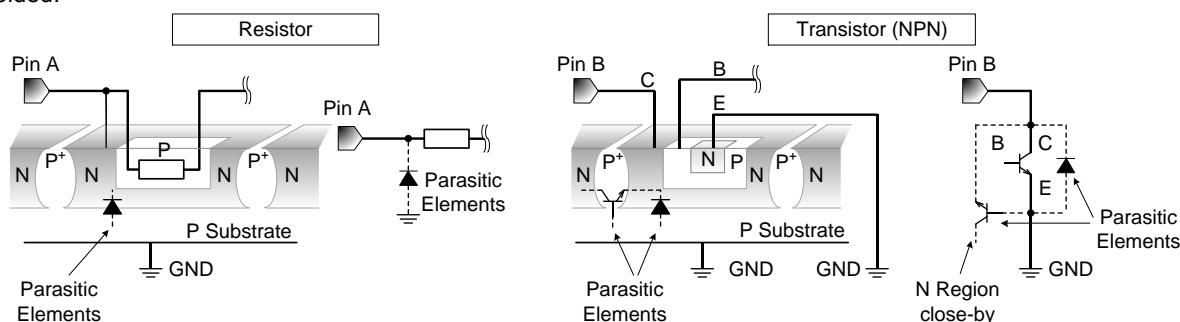 Resistor
Transistor (NPN)
Pin A
Pin A
N
P+
N
P
N
P+
N
Parasitic
Elements
P Substrate
GND
Parasitic
Elements
Pin B
C
B
E
N
P+
N
N
P
N
P+
N
P Substrate
GND
GND
Parasitic
Elements
Pin B
B
C
E
Parasitic
Elements
GND
N Region
close-by